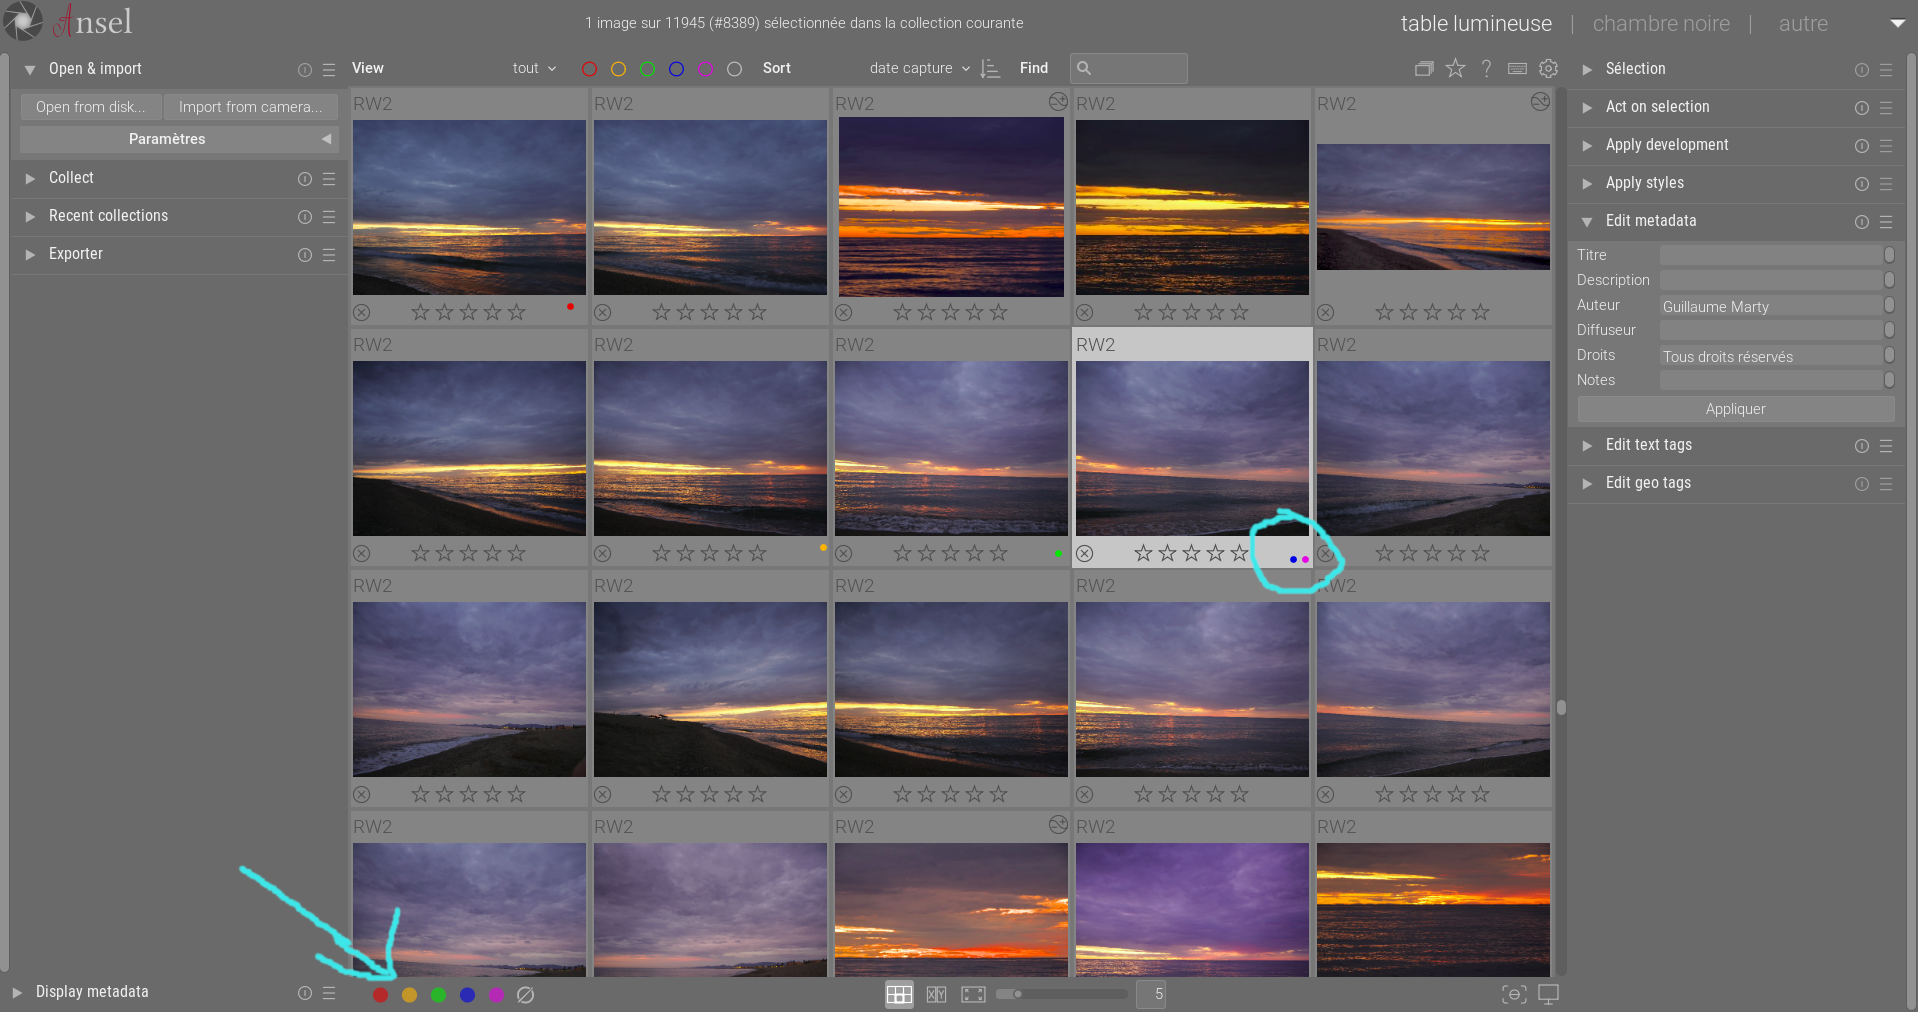 Ansel
1 image sur 11945 (#8389) sélectionnée dans la collection courante
table lumineuse | chambre noire | autre
Open & import
Open from disk... Import from camera...
Paramètres
Collect
Recent collections
Exporter
View tout Sort date capture Find
RW2 RW2 RW2 RW2 RW2
RW2 RW2 RW2 RW2 RW2
RW2 RW2 RW2 RW2 RW2
RW2 RW2 RW2 RW2 RW2
Sélection
Act on selection
Apply development
Apply styles
Edit metadata
Titre
Description
Auteur Guillaume Marty
Diffuseur
Droits Tous droits réservés
Notes
Appliquer
Edit text tags
Edit geo tags
Display metadata
X Y
5